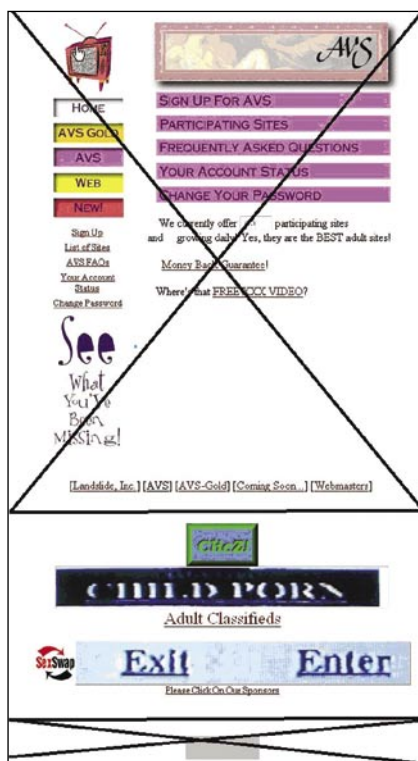 AVS
HOME
AVS GOLD
AVS
WEB
NEW!
Sign Up
List of Sites
AVS FAQs
Your Account
Status
Change Password
See
What
You've
Been
Missing!
SIGN UP FOR AVS
PARTICIPATING SITES
FREQUENTLY ASKED QUESTIONS
YOUR ACCOUNT STATUS
CHANGE YOUR PASSWORD
We currently offer participating sites
and growing daily! Yes, they are the BEST adult sites!
Money Back Guarantee!
Where's that FREE XXX VIDEO?
[Landslide, Inc.] [AVS] [AVS-Gold] [Coming Soon...] [Webmasters]
CHILD PORN
Adult Classifieds
SexSwap
Exit Enter
Please Click On Our Sponsors